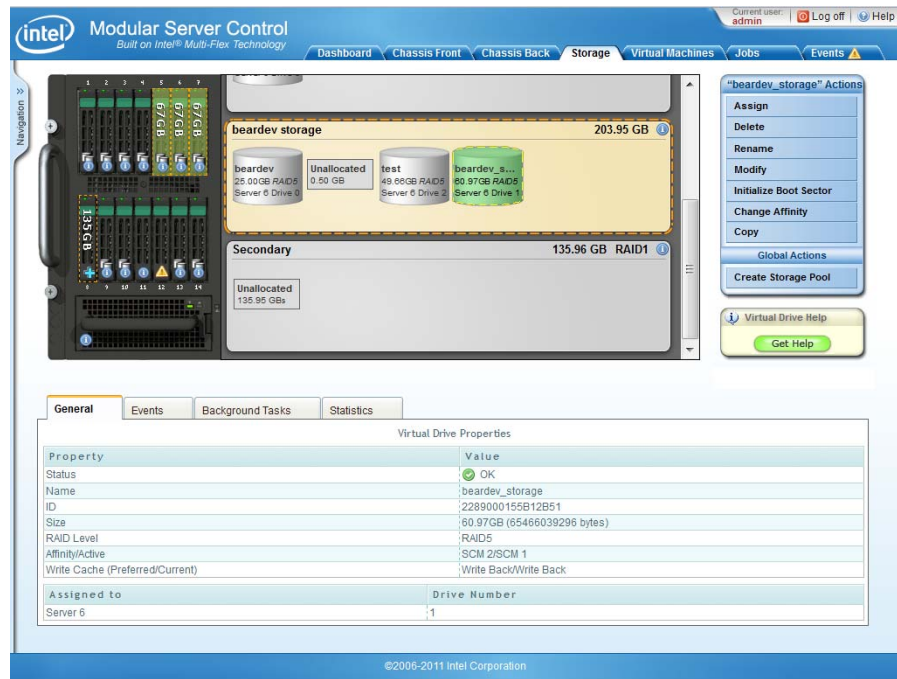 Current user:
admin
Log off
Help
intel
Modular Server Control
Built on Intel® Multi-Flex Technology
Dashboard
Chassis Front
Chassis Back
Storage
Virtual Machines
Jobs
Events
Navigation
1 2 3 4 5 6 7
67GB
67GB
67GB
135GB
8 9 10 11 12 13 14
beardev storage 203.95 GB
beardev
25.00GB RAID5
Server 6 Drive 0
Unallocated
0.50 GB
test
49.66GB RAID5
Server 6 Drive 2
beardev_s...
60.97GB RAID5
Server 6 Drive 1
Secondary 135.96 GB RAID1
Unallocated
135.95 GBs
"beardev_storage" Actions
Assign
Delete
Rename
Modify
Initialize Boot Sector
Change Affinity
Copy
Global Actions
Create Storage Pool
Virtual Drive Help
Get Help
General
Events
Background Tasks
Statistics
Virtual Drive Properties
Property Value
Status OK
Name beardev_storage
ID 2289000155B12B51
Size 60.97GB (65466039296 bytes)
RAID Level RAID5
Affinity/Active SCM 2/SCM 1
Write Cache (Preferred/Current) Write Back/Write Back
Assigned to Drive Number
Server 6 1
©2006-2011 Intel Corporation